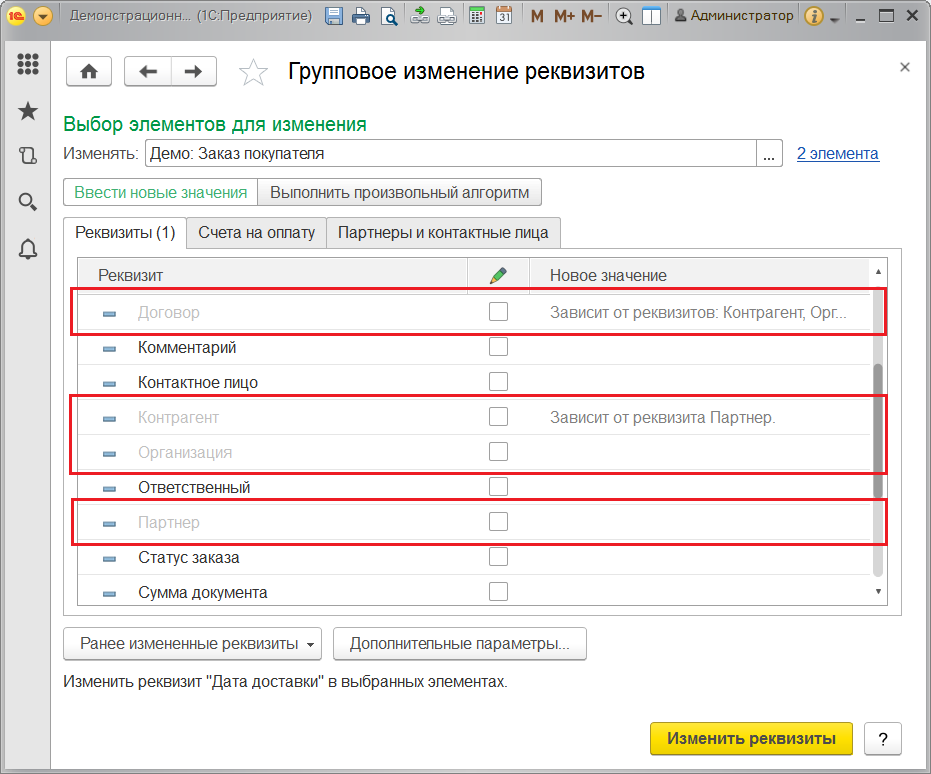 1С Демонстрационн... (1С:Предприятие) 31 M M+ M- Администратор i
Групповое изменение реквизитов
Выбор элементов для изменения
Изменять: Демо: Заказ покупателя ... 2 элемента
Ввести новые значения Выполнить произвольный алгоритм
Реквизиты (1) Счета на оплату Партнеры и контактные лица
Реквизит Новое значение
Договор Зависит от реквизитов: Контрагент, Орг...
Комментарий
Контактное лицо
Контрагент Зависит от реквизита Партнер.
Организация
Ответственный
Партнер
Статус заказа
Сумма документа
Ранее измененные реквизиты Дополнительные параметры...
Изменить реквизит "Дата доставки" в выбранных элементах.
Изменить реквизиты ?